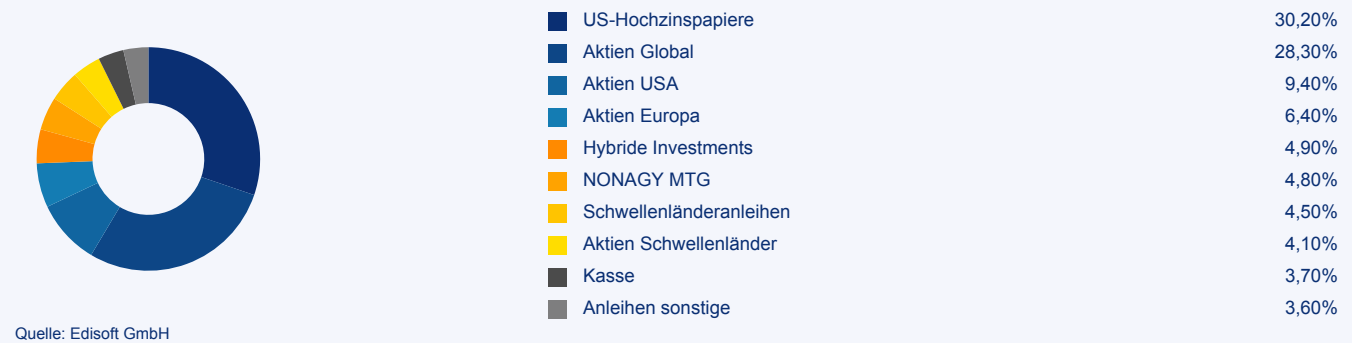 US-Hochzinspapiere 30,20%
Aktien Global 28,30%
Aktien USA 9,40%
Aktien Europa 6,40%
Hybride Investments 4,90%
NONAGY MTG 4,80%
Schwellenländeranleihen 4,50%
Aktien Schwellenländer 4,10%
Kasse 3,70%
Anleihen sonstige 3,60%
Quelle: Edisoft GmbH